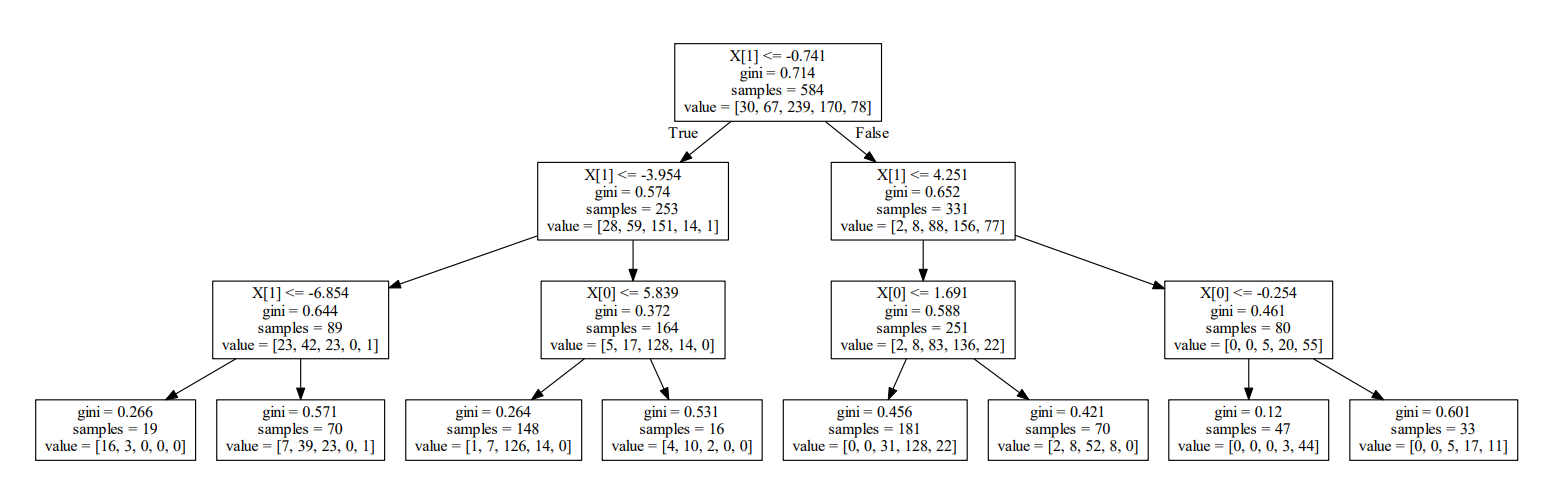 X[1] <= -0.741
gini = 0.714
samples = 584
value = [30, 67, 239, 170, 78]
True
False
X[1] <= -3.954
gini = 0.574
samples = 253
value = [28, 59, 151, 14, 1]
X[1] <= 4.251
gini = 0.652
samples = 331
value = [2, 8, 88, 156, 77]
X[1] <= -6.854
gini = 0.644
samples = 89
value = [23, 42, 23, 0, 1]
X[0] <= 5.839
gini = 0.372
samples = 164
value = [5, 17, 128, 14, 0]
X[0] <= 1.691
gini = 0.588
samples = 251
value = [2, 8, 83, 136, 22]
X[0] <= -0.254
gini = 0.461
samples = 80
value = [0, 0, 5, 20, 55]
gini = 0.266
samples = 19
value = [16, 3, 0, 0, 0]
gini = 0.571
samples = 70
value = [7, 39, 23, 0, 1]
gini = 0.264
samples = 148
value = [1, 7, 126, 14, 0]
gini = 0.531
samples = 16
value = [4, 10, 2, 0, 0]
gini = 0.456
samples = 181
value = [0, 0, 31, 128, 22]
gini = 0.421
samples = 70
value = [2, 8, 52, 8, 0]
gini = 0.12
samples = 47
value = [0, 0, 0, 3, 44]
gini = 0.601
samples = 33
value = [0, 0, 5, 17, 11]